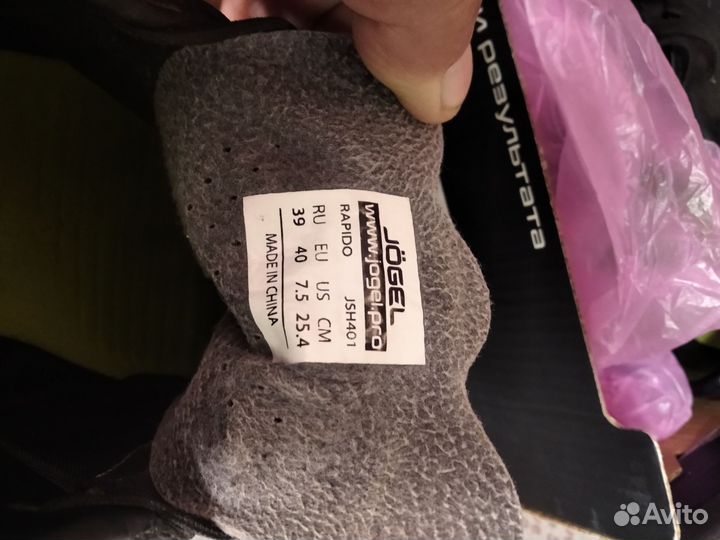 JÖGEL
www.jogel.pro
RAPIDO JSH401
RU EU US CM
39 40 7.5 25.4
MADE IN CHINA
и результата
Avito